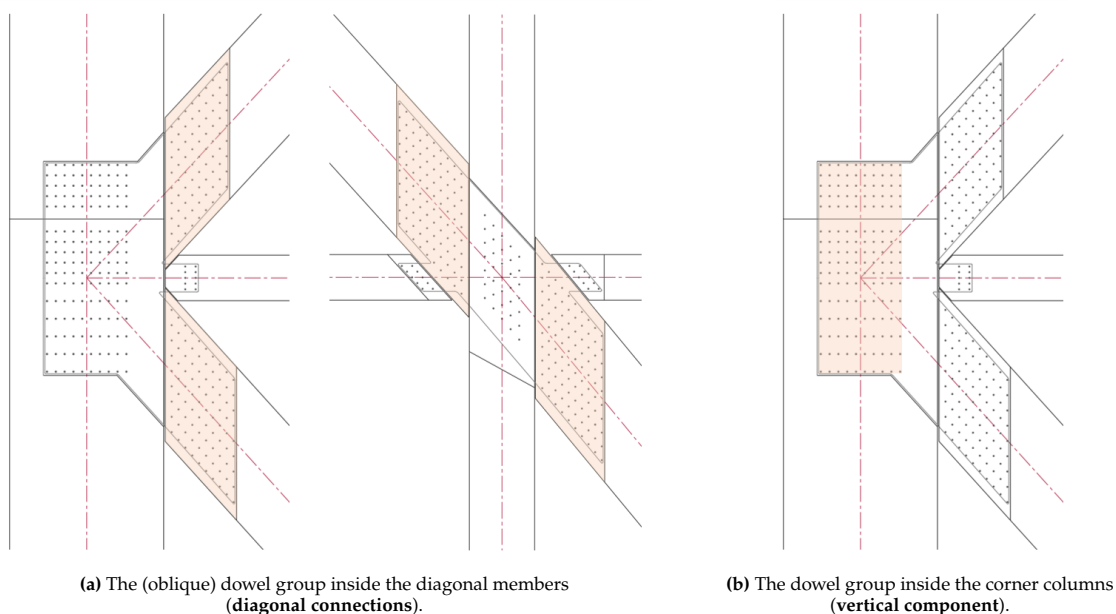 (a) The (oblique) dowel group inside the diagonal members
(diagonal connections).
(b) The dowel group inside the corner columns
(vertical component).